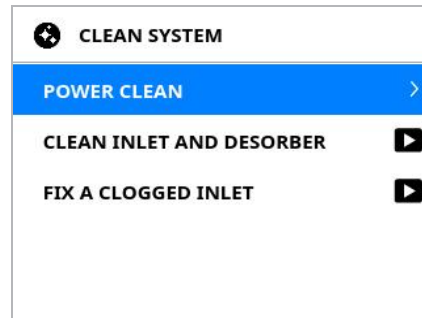 CLEAN SYSTEM
POWER CLEAN
CLEAN INLET AND DESORBER
FIX A CLOGGED INLET